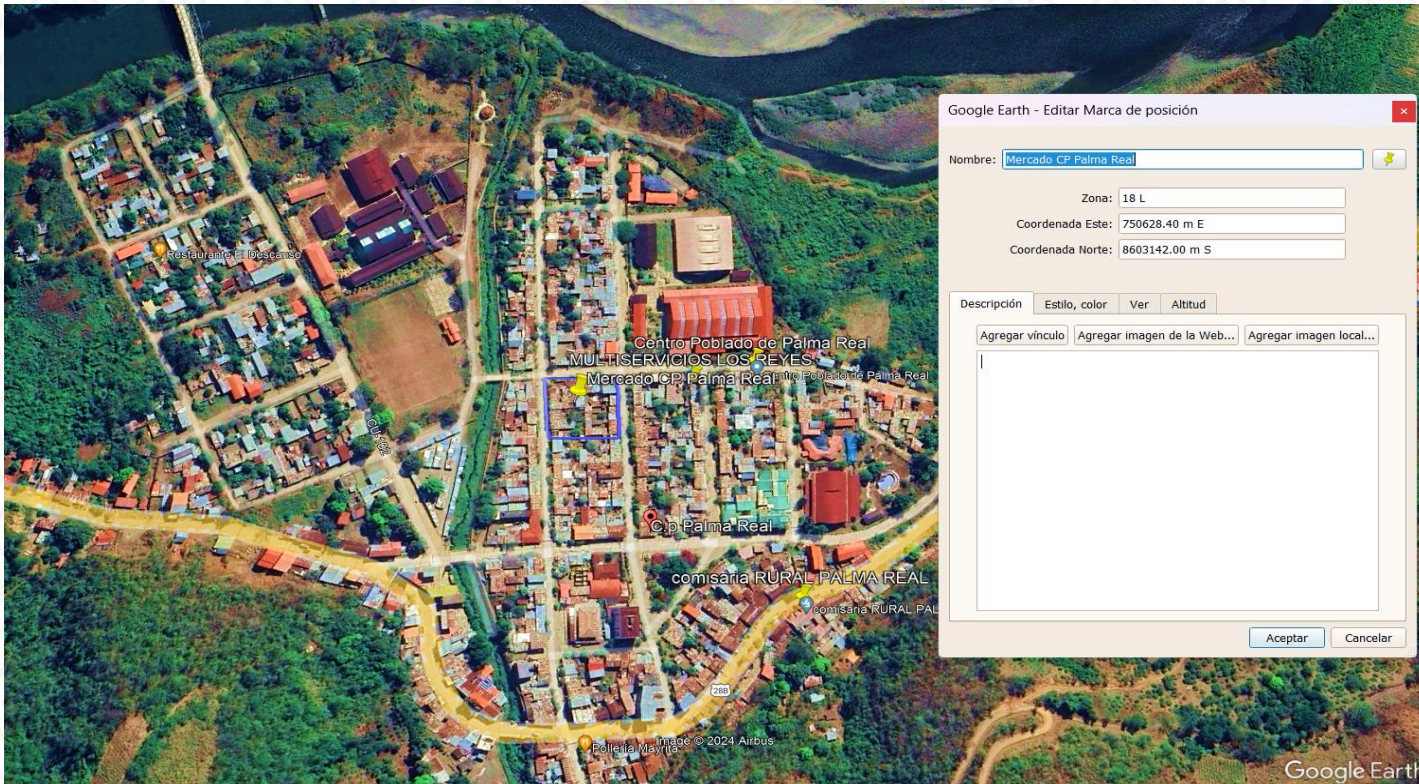 Google Earth - Editar Marca de posición
Nombre: Mercado CP Palma Real
Zona: 18 L
Coordenada Este: 750628.40 m E
Coordenada Norte: 8603142.00 m S
Descripción Estilo, color Ver Altitud
Agregar vínculo Agregar imagen de la Web... Agregar imagen local...
Aceptar Cancelar
Restaurante El Descanso
Centro Poblado de Palma Real
MULTISERVICIOS LOS REYES
Mercado CP Palma Real
ntro Poblado de Palma Real
CU-102
C.p Palma Real
comisaria RURAL PALMA REAL
comisaria RURAL PAL
28B
Pollería Mayrita
Image © 2024 Airbus
Google Earth